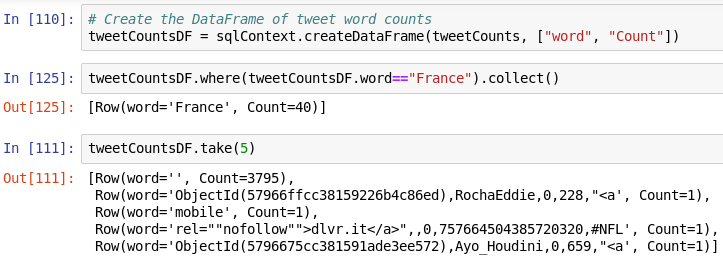 In [110]: # Create the DataFrame of tweet word counts
tweetCountsDF = sqlContext.createDataFrame(tweetCounts, ["word", "Count"])
In [125]: tweetCountsDF.where(tweetCountsDF.word=="France").collect()
Out[125]: [Row(word='France', Count=40)]
In [111]: tweetCountsDF.take(5)
Out[111]: [Row(word='', Count=3795),
Row(word='ObjectId(57966ffcc38159226b4c86ed),RochaEddie,0,228,"<a', Count=1),
Row(word='mobile', Count=1),
Row(word='rel=""nofollow"">dlvr.it</a>",,0,757664504385720320,#NFL', Count=1),
Row(word='ObjectId(5796675cc381591ade3ee572),Ayo_Houdini,0,659,"<a', Count=1)]